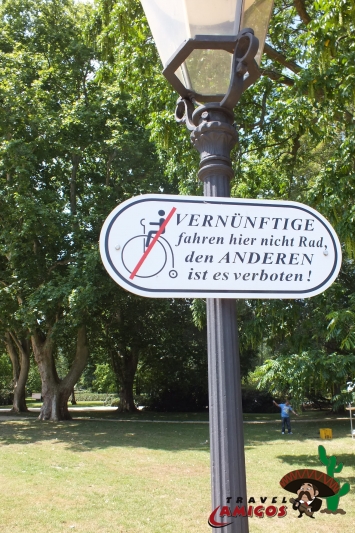 VERNÜNFTIGE
fahren hier nicht Rad,
den ANDEREN
ist es verboten!
TRAVEL
AMIGOS